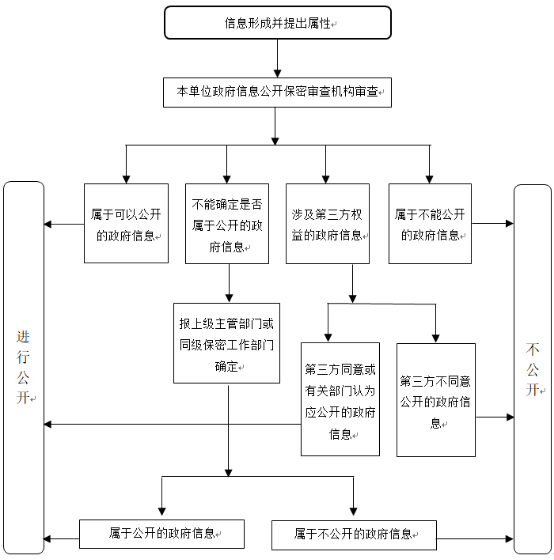 信息形成并提出属性
本单位政府信息公开保密审查机构审查
属于可以公开
的政府信息
不能确定是否
属于公开的政
府信息
涉及第三方权
益的政府信息
属于不能公开
的政府信息
报上级主管部门或
同级保密工作部门
确定
第三方同意或
有关部门认为
应公开的政府
信息
第三方不同意
公开的政府信
息
进
行
公
开
不
公
开
属于公开的政府信息
属于不公开的政府信息